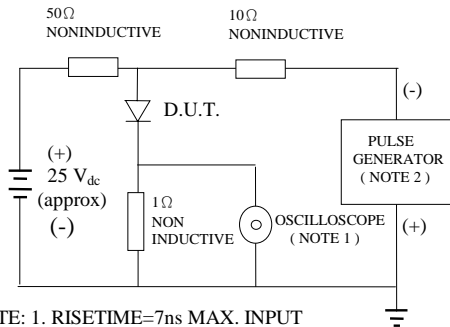 50Ω
NONINDUCTIVE
10Ω
NONINDUCTIVE
(-)
D.U.T.
PULSE
GENERATOR
( NOTE 2 )
(+)
25 Vdc
(approx)
(-)
1Ω
NON
INDUCTIVE
OSCILLOSCOPE
( NOTE 1 )
(+)
TE: 1. RISETIME=7ns MAX. INPUT